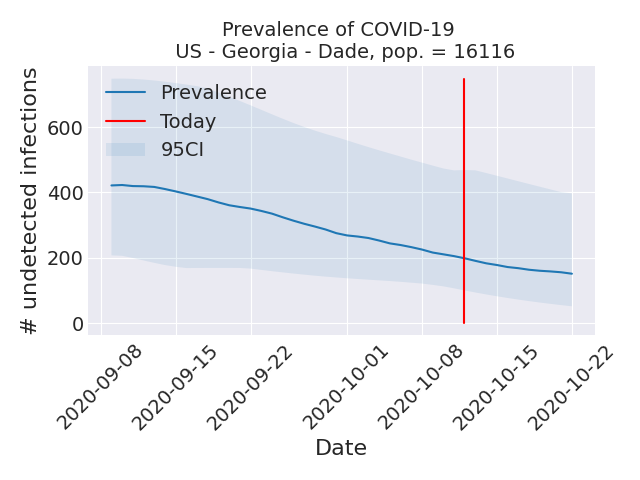 Prevalence of COVID-19
US - Georgia - Dade, pop. = 16116
Prevalence
Today
95CI
# undetected infections
600
400
200
0
2020-09-08
2020-09-15
2020-09-22
2020-10-01
2020-10-08
2020-10-15
2020-10-22
Date